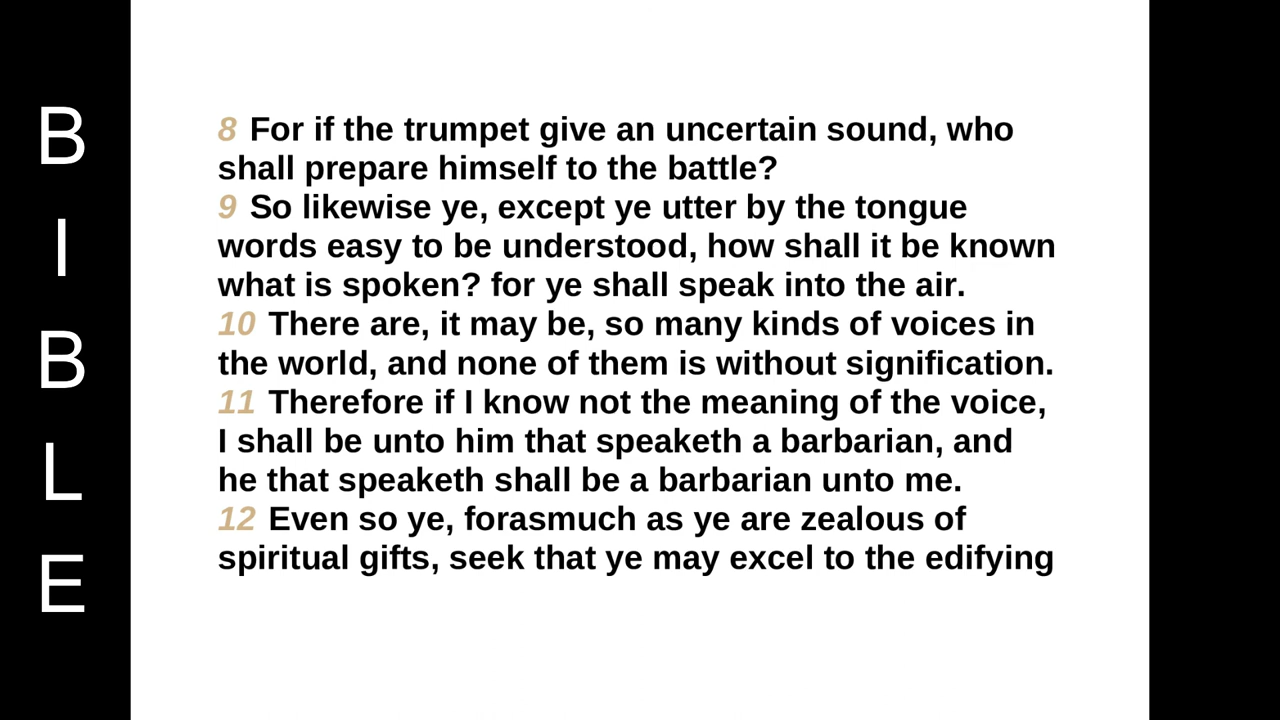 BIBLE
8 For if the trumpet give an uncertain sound, who
shall prepare himself to the battle?
9 So likewise ye, except ye utter by the tongue
words easy to be understood, how shall it be known
what is spoken? for ye shall speak into the air.
10 There are, it may be, so many kinds of voices in
the world, and none of them is without signification.
11 Therefore if I know not the meaning of the voice,
I shall be unto him that speaketh a barbarian, and
he that speaketh shall be a barbarian unto me.
12 Even so ye, forasmuch as ye are zealous of
spiritual gifts, seek that ye may excel to the edifying